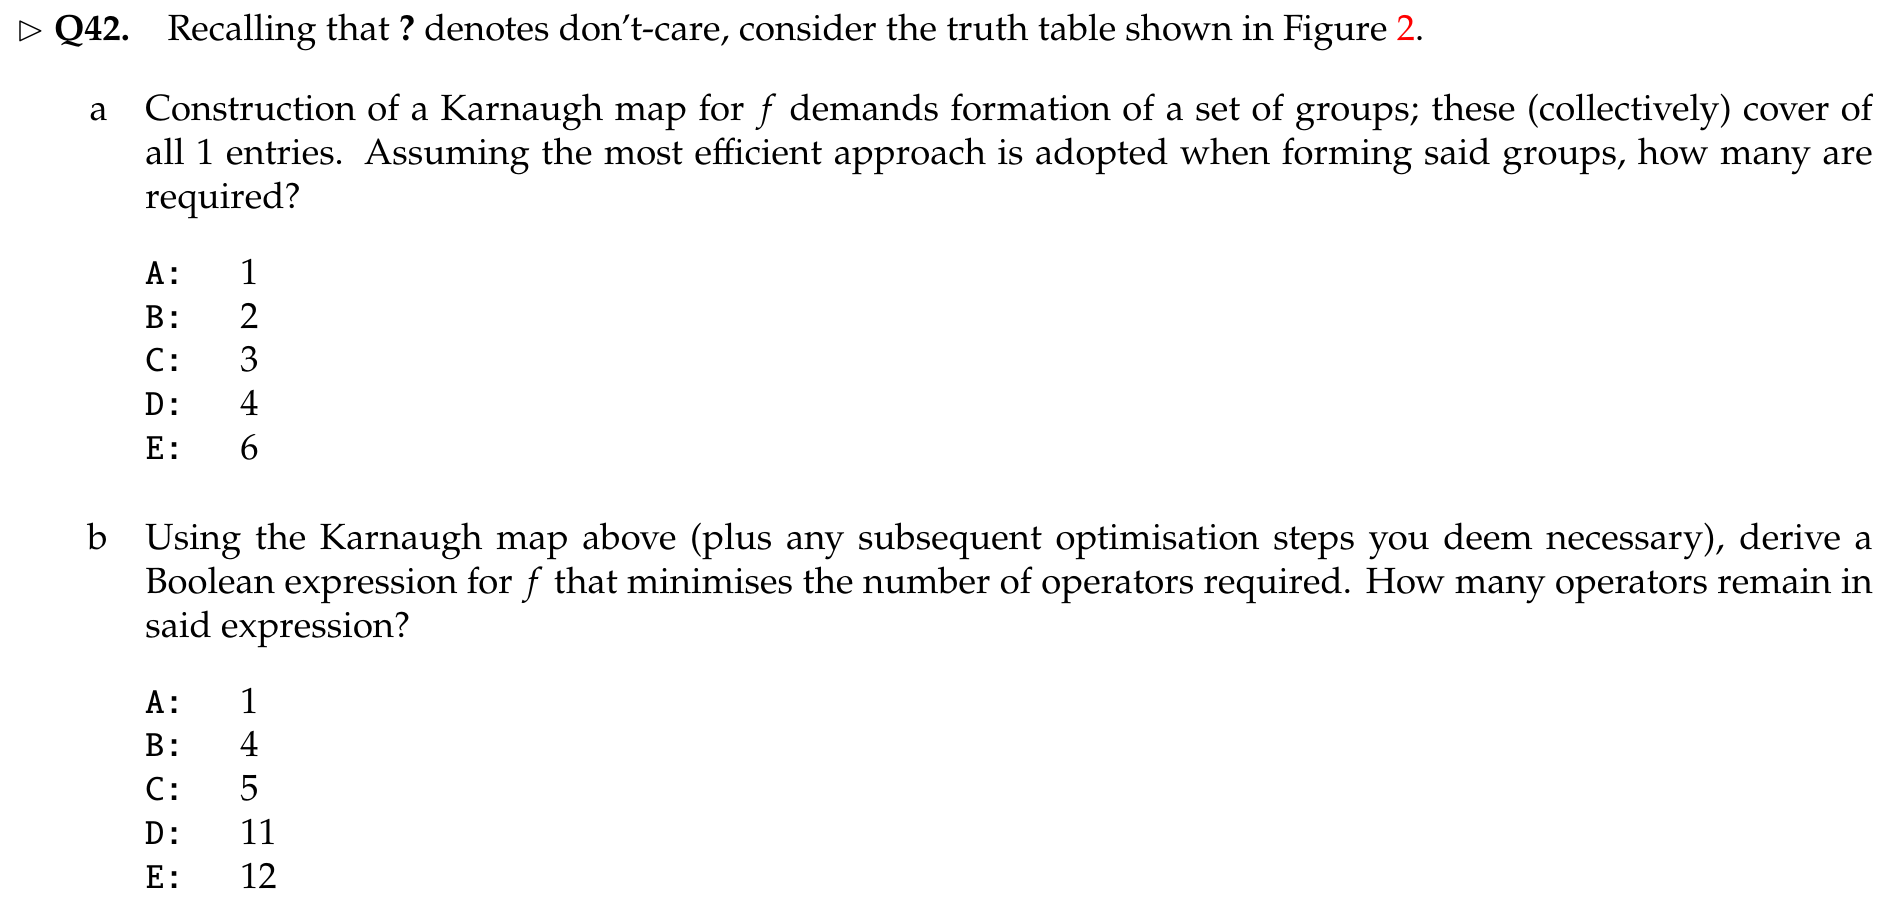 ▷ Q42. Recalling that ? denotes don't-care, consider the truth table shown in Figure 2.
a Construction of a Karnaugh map for f demands formation of a set of groups; these (collectively) cover of
all 1 entries. Assuming the most efficient approach is adopted when forming said groups, how many are
required?
A: 1
B: 2
C: 3
D: 4
E: 6
b Using the Karnaugh map above (plus any subsequent optimisation steps you deem necessary), derive a
Boolean expression for f that minimises the number of operators required. How many operators remain in
said expression?
A: 1
B: 4
C: 5
D: 11
E: 12